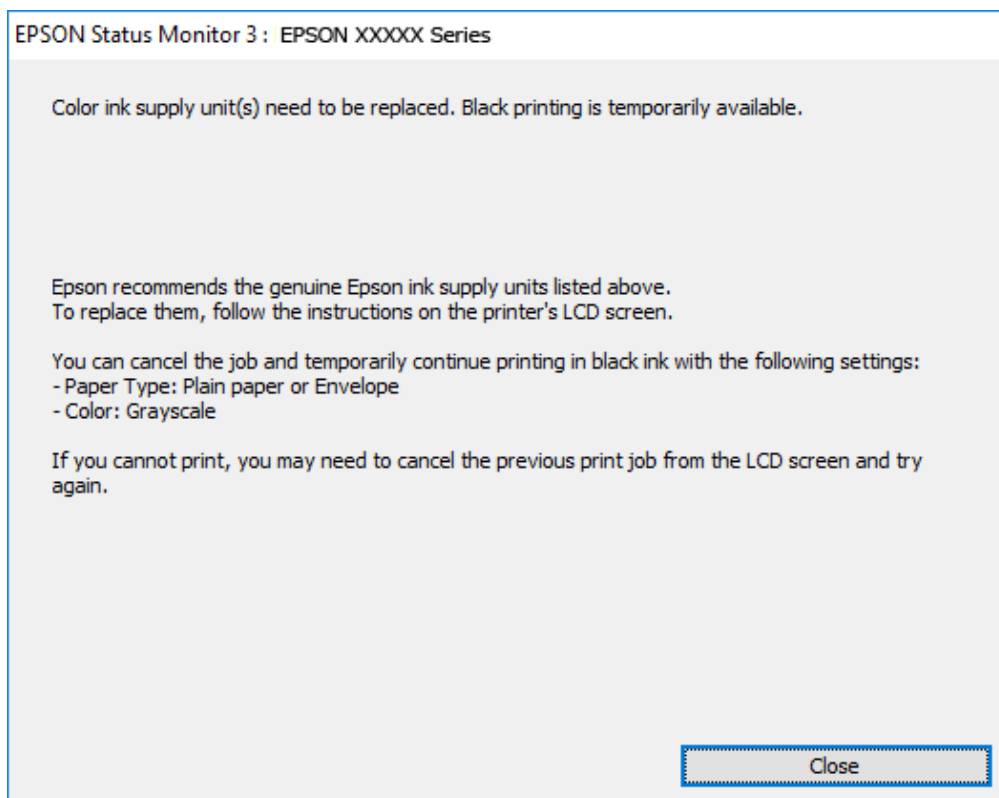 EPSON Status Monitor 3 : EPSON XXXXX Series
Color ink supply unit(s) need to be replaced. Black printing is temporarily available.
Epson recommends the genuine Epson ink supply units listed above.
To replace them, follow the instructions on the printer's LCD screen.
You can cancel the job and temporarily continue printing in black ink with the following settings:
- Paper Type: Plain paper or Envelope
- Color: Grayscale
If you cannot print, you may need to cancel the previous print job from the LCD screen and try
again.
Close